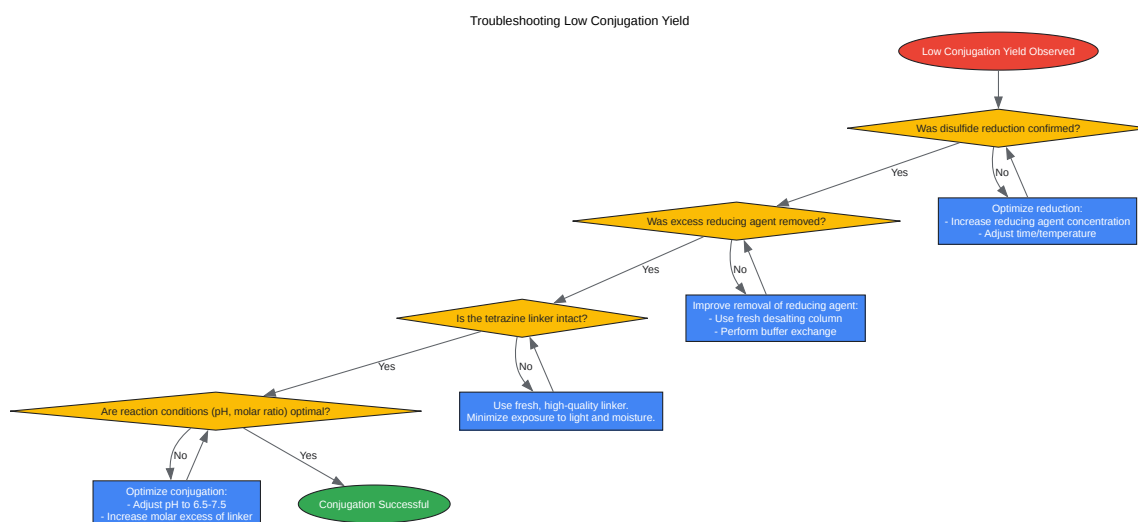 Troubleshooting Low Conjugation Yield
Low Conjugation Yield Observed
Was disulfide reduction confirmed?
Yes
No
Optimize reduction:
- Increase reducing agent concentration
- Adjust time/temperature
Was excess reducing agent removed?
Yes
No
Improve removal of reducing agent:
- Use fresh desalting column
- Perform buffer exchange
Is the tetrazine linker intact?
Yes
No
Use fresh, high-quality linker.
Minimize exposure to light and moisture.
Are reaction conditions (pH, molar ratio) optimal?
No
Yes
Optimize conjugation:
- Adjust pH to 6.5-7.5
- Increase molar excess of linker
Conjugation Successful